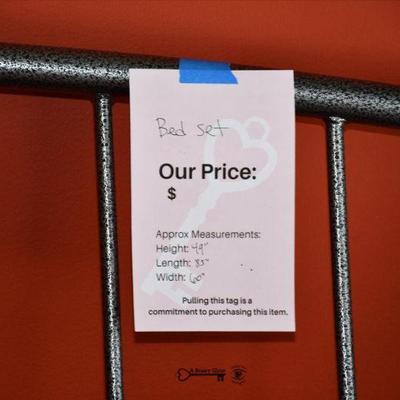 Bed set
Our Price:
$
Approx Measurements:
Height: 49"
Length: 85"
Width: 60"
Pulling this tag is a
commitment to purchasing this item.